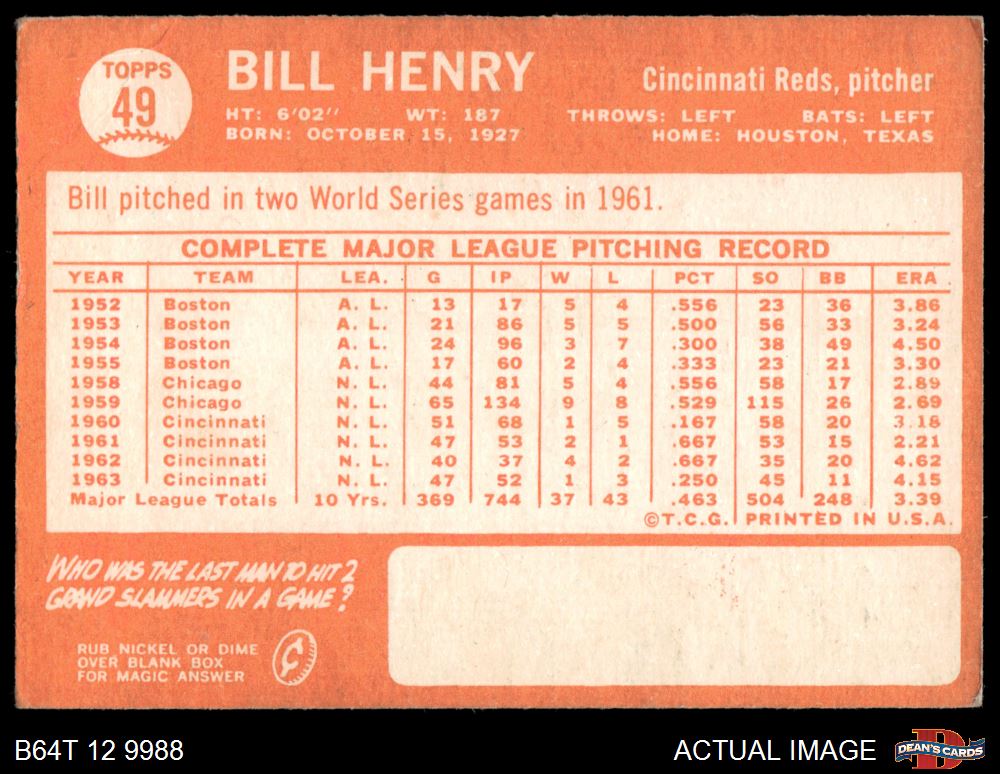 TOPPS
49
BILL HENRY
Cincinnati Reds, pitcher
HT: 6'02" WT: 187 THROWS: LEFT BATS: LEFT
BORN: OCTOBER 15, 1927 HOME: HOUSTON, TEXAS
Bill pitched in two World Series games in 1961.
COMPLETE MAJOR LEAGUE PITCHING RECORD
YEAR TEAM LEA. G IP W L PCT SO BB ERA
1952 Boston A. L. 13 17 5 4 .556 23 36 3.86
1953 Boston A. L. 21 86 5 5 .500 56 33 3.24
1954 Boston A. L. 24 96 3 7 .300 38 49 4.50
1955 Boston A. L. 17 60 2 4 .333 23 21 3.30
1958 Chicago N. L. 44 81 5 4 .556 58 17 2.89
1959 Chicago N. L. 65 134 9 8 .529 115 26 2.69
1960 Cincinnati N. L. 51 68 1 5 .167 58 20 3.18
1961 Cincinnati N. L. 47 53 2 1 .667 53 15 2.21
1962 Cincinnati N. L. 40 37 4 2 .667 35 20 4.62
1963 Cincinnati N. L. 47 52 1 3 .250 45 11 4.15
Major League Totals 10 Yrs. 369 744 37 43 .463 504 248 3.39
©T.C.G. PRINTED IN U.S.A.
WHO WAS THE LAST MAN TO HIT 2
GRAND SLAMMERS IN A GAME?
RUB NICKEL OR DIME
OVER BLANK BOX
FOR MAGIC ANSWER
¢
B64T 12 9988 ACTUAL IMAGE
D
DEAN'S CARDS